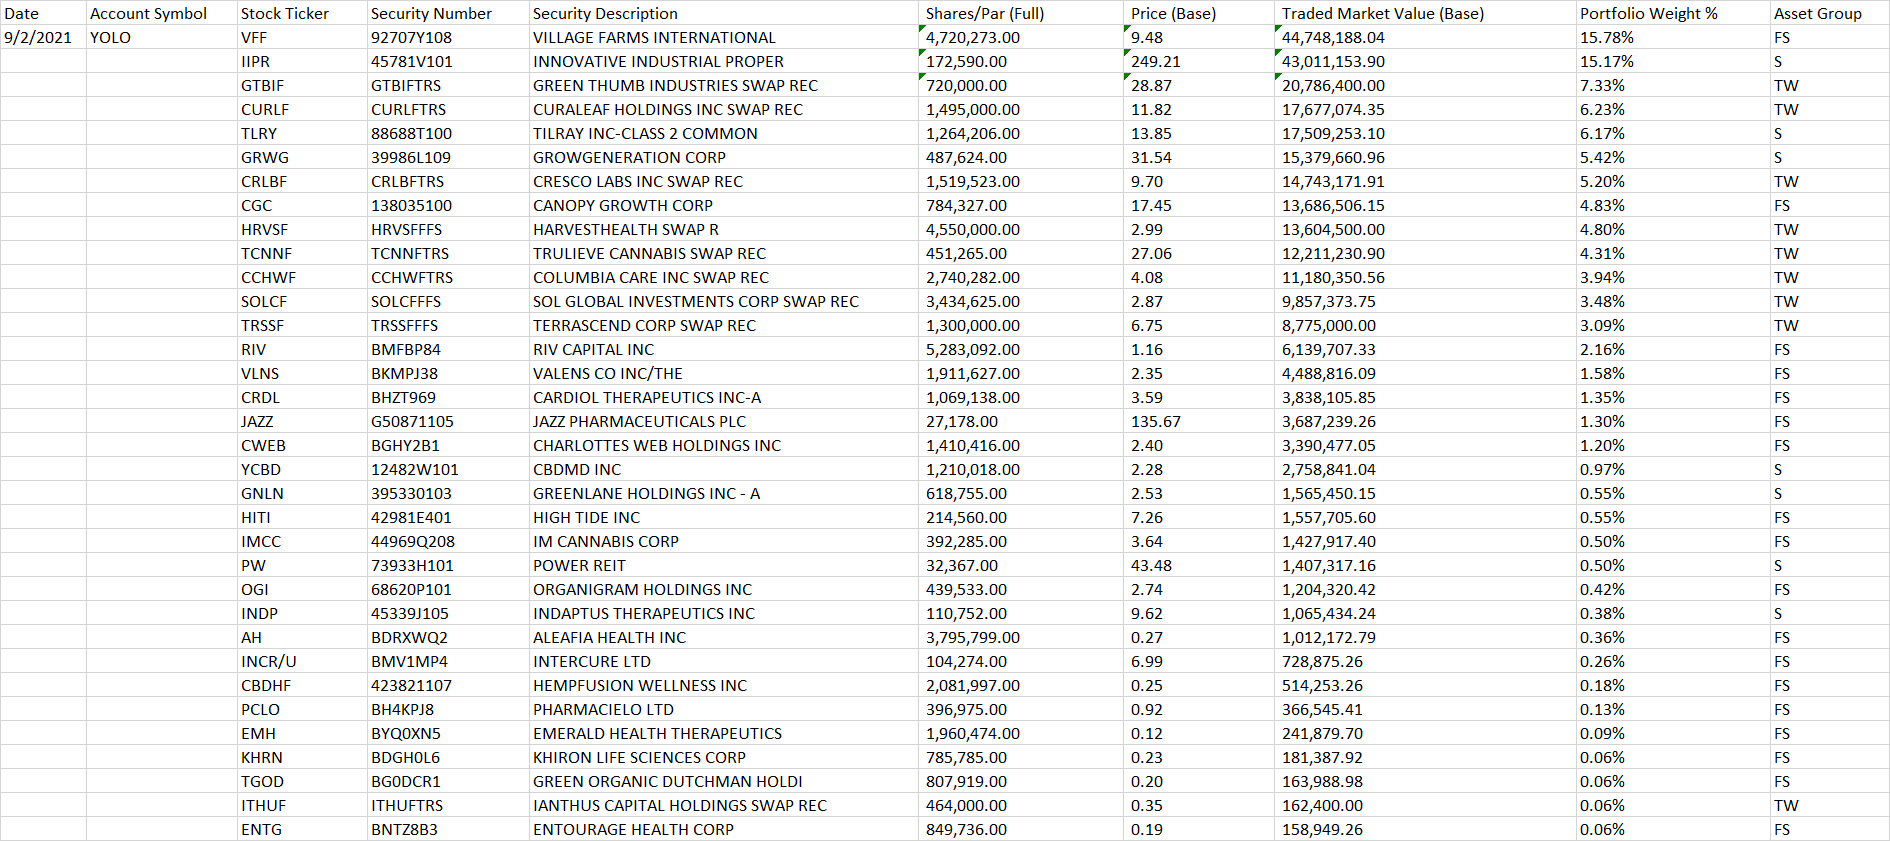 Date Account Symbol Stock Ticker Security Number Security Description Shares/Par (Full) Price (Base) Traded Market Value (Base) Portfolio Weight % Asset Group
9/2/2021 YOLO VFF 92707Y108 VILLAGE FARMS INTERNATIONAL 4,720,273.00 9.48 44,748,188.04 15.78% FS
IIPR 45781V101 INNOVATIVE INDUSTRIAL PROPER 172,590.00 249.21 43,011,153.90 15.17% S
GTBIF GTBIFTRS GREEN THUMB INDUSTRIES SWAP REC 720,000.00 28.87 20,786,400.00 7.33% TW
CURLF CURLFTRS CURALEAF HOLDINGS INC SWAP REC 1,495,000.00 11.82 17,677,074.35 6.23% TW
TLRY 88688T100 TILRAY INC-CLASS 2 COMMON 1,264,206.00 13.85 17,509,253.10 6.17% S
GRWG 39986L109 GROWGENERATION CORP 487,624.00 31.54 15,379,660.96 5.42% S
CRLBF CRLBFTRS CRESCO LABS INC SWAP REC 1,519,523.00 9.70 14,743,171.91 5.20% TW
CGC 138035100 CANOPY GROWTH CORP 784,327.00 17.45 13,686,506.15 4.83% FS
HRVSF HRVSFFFS HARVESTHEALTH SWAP R 4,550,000.00 2.99 13,604,500.00 4.80% TW
TCNNF TCNNFTRS TRULIEVE CANNABIS SWAP REC 451,265.00 27.06 12,211,230.90 4.31% TW
CCHWF CCHWFTRS COLUMBIA CARE INC SWAP REC 2,740,282.00 4.08 11,180,350.56 3.94% TW
SOLCF SOLCFFFS SOL GLOBAL INVESTMENTS CORP SWAP REC 3,434,625.00 2.87 9,857,373.75 3.48% TW
TRSSF TRSSFFFS TERRASCEND CORP SWAP REC 1,300,000.00 6.75 8,775,000.00 3.09% TW
RIV BMFBP84 RIV CAPITAL INC 5,283,092.00 1.16 6,139,707.33 2.16% FS
VLNS BKMPJ38 VALENS CO INC/THE 1,911,627.00 2.35 4,488,816.09 1.58% FS
CRDL BHZT969 CARDIOL THERAPEUTICS INC-A 1,069,138.00 3.59 3,838,105.85 1.35% FS
JAZZ G50871105 JAZZ PHARMACEUTICALS PLC 27,178.00 135.67 3,687,239.26 1.30% FS
CWEB BGHY2B1 CHARLOTTES WEB HOLDINGS INC 1,410,416.00 2.40 3,390,477.05 1.20% FS
YCBD 12482W101 CBDMD INC 1,210,018.00 2.28 2,758,841.04 0.97% S
GNLN 395330103 GREENLANE HOLDINGS INC - A 618,755.00 2.53 1,565,450.15 0.55% S
HITI 42981E401 HIGH TIDE INC 214,560.00 7.26 1,557,705.60 0.55% FS
IMCC 44969Q208 IM CANNABIS CORP 392,285.00 3.64 1,427,917.40 0.50% FS
PW 73933H101 POWER REIT 32,367.00 43.48 1,407,317.16 0.50% S
OGI 68620P101 ORGANIGRAM HOLDINGS INC 439,533.00 2.74 1,204,320.42 0.42% FS
INDP 45339J105 INDAPTUS THERAPEUTICS INC 110,752.00 9.62 1,065,434.24 0.38% S
AH BDRXWQ2 ALEAFIA HEALTH INC 3,795,799.00 0.27 1,012,172.79 0.36% FS
INCR/U BMV1MP4 INTERCURE LTD 104,274.00 6.99 728,875.26 0.26% FS
CBDHF 423821107 HEMPFUSION WELLNESS INC 2,081,997.00 0.25 514,253.26 0.18% FS
PCLO BH4KPJ8 PHARMACIELO LTD 396,975.00 0.92 366,545.41 0.13% FS
EMH BYQ0XN5 EMERALD HEALTH THERAPEUTICS 1,960,474.00 0.12 241,879.70 0.09% FS
KHRN BDGH0L6 KHIRON LIFE SCIENCES CORP 785,785.00 0.23 181,387.92 0.06% FS
TGOD BG0DCR1 GREEN ORGANIC DUTCHMAN HOLDI 807,919.00 0.20 163,988.98 0.06% FS
ITHUF ITHUFTRS IANTHUS CAPITAL HOLDINGS SWAP REC 464,000.00 0.35 162,400.00 0.06% TW
ENTG BNTZ8B3 ENTOURAGE HEALTH CORP 849,736.00 0.19 158,949.26 0.06% FS